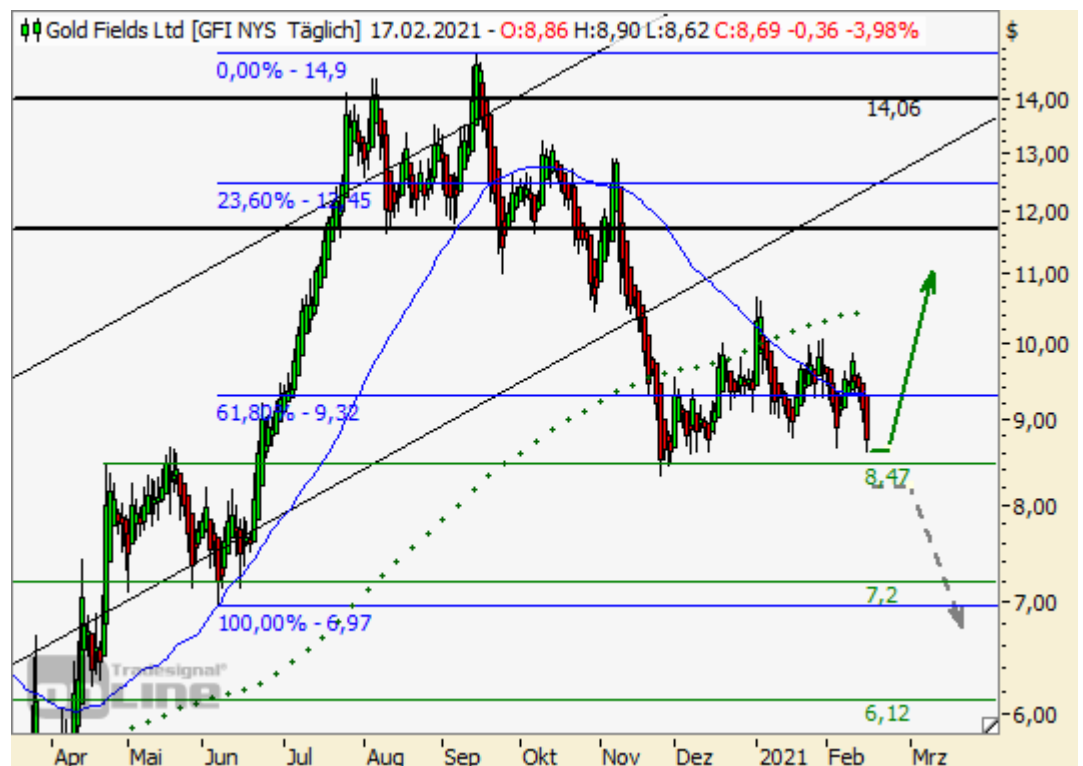 Gold Fields Ltd [GFI NYS Täglich] 17.02.2021 - O:8,86 H:8,90 L:8,62 C:8,69 -0,36 -3,98%
$
0,00% - 14,9
14,06
14,00
13,00
23,60% - 12,45
12,00
11,00
10,00
61,80% - 9,32
9,00
8,47
8,00
7,2
7,00
100,00% - 6,97
Tradesignal®
LINE
6,12
6,00
Apr Mai Jun Jul Aug Sep Okt Nov Dez 2021 Feb Mrz